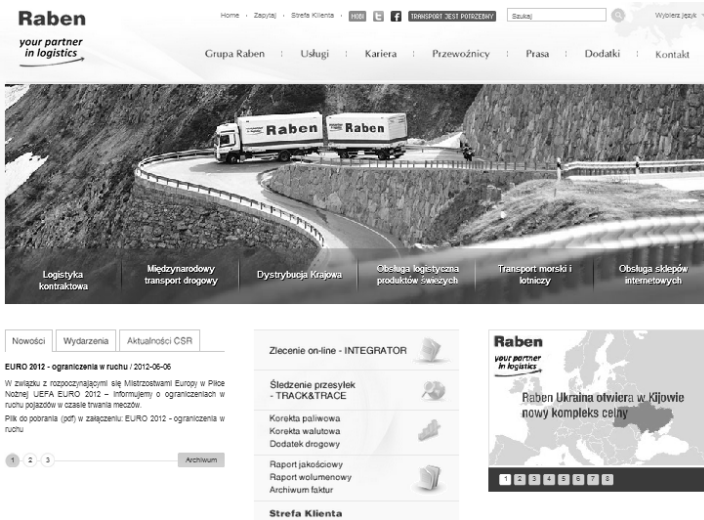 Raben
your partner
in logistics
Home
Zapytaj
Strefa Klienta
MOBI
TRANSPORT JEST POTRZEBNY
Szukaj
Wybierz język
Grupa Raben
Usługi
Kariera
Przewoźnicy
Prasa
Dodatki
Kontakt
Raben Raben
Logistyka
kontraktowa
Międzynarodowy
transport drogowy
Dystrybucja Krajowa
Obsługa logistyczna
produktów świeżych
Transport morski i
lotniczy
Obsługa sklepów
internetowych
Nowości
Wydarzenia
Aktualności CSR
EURO 2012 - ograniczenia w ruchu / 2012-06-06
W związku z rozpoczynającymi się Mistrzostwami Europy w Piłce
Nożnej UEFA EURO 2012 – informujemy o ograniczeniach w
ruchu pojazdów w czasie trwania meczów.
Plik do pobrania (pdf) w załączeniu: EURO 2012 - ograniczenia w
ruchu
1 2 3
Archiwum
Zlecenie on-line - INTEGRATOR
Śledzenie przesyłek
- TRACK&TRACE
Korekta paliwowa
Korekta walutowa
Dodatek drogowy
Raport jakościowy
Raport wolumenowy
Archiwum faktur
Strefa Klienta
Raben
your partner
in logistics
Raben Ukraina otwiera w Kijowie
nowy kompleks celny
1 2 3 4 5 6 7 8